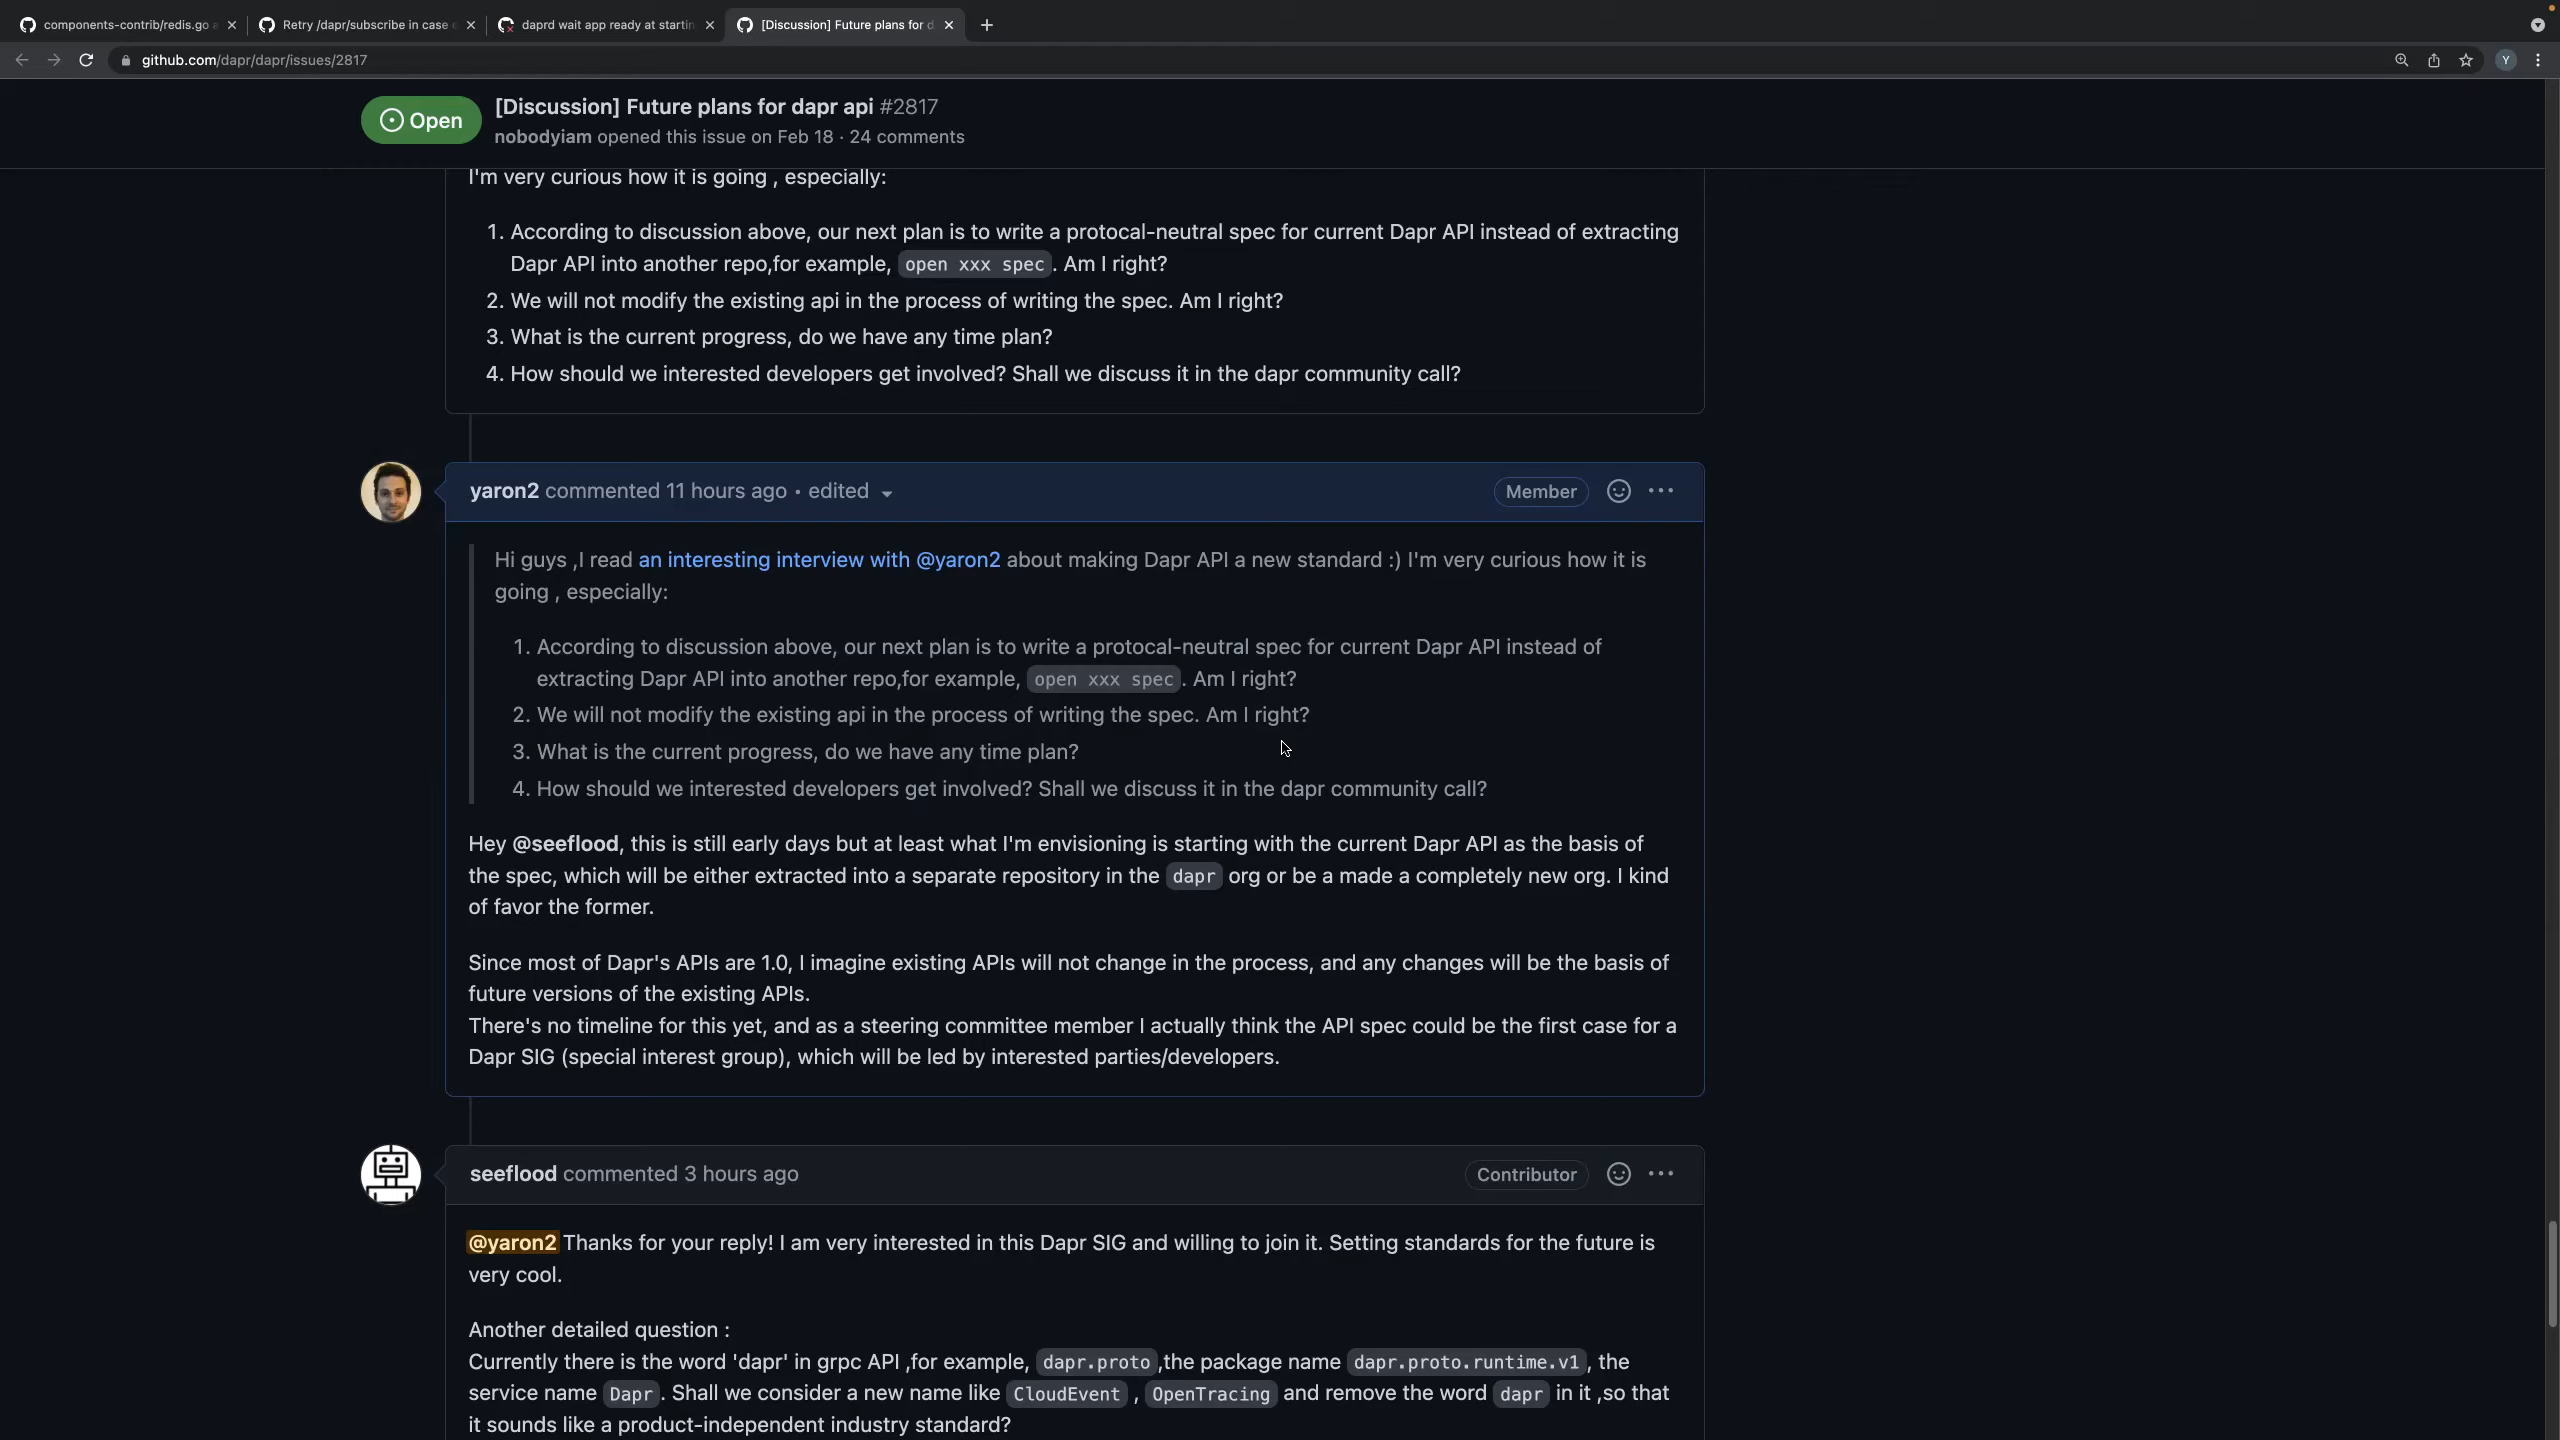 components-contrib/redis.go a
Retry /dapr/subscribe in case o
daprd wait app ready at startin
[Discussion] Future plans for d
github.com/dapr/dapr/issues/2817
Y
Open
[Discussion] Future plans for dapr api #2817
nobodyiam opened this issue on Feb 18 · 24 comments
I'm very curious how it is going , especially:
1. According to discussion above, our next plan is to write a protocal-neutral spec for current Dapr API instead of extracting
Dapr API into another repo,for example, open xxx spec . Am I right?
2. We will not modify the existing api in the process of writing the spec. Am I right?
3. What is the current progress, do we have any time plan?
4. How should we interested developers get involved? Shall we discuss it in the dapr community call?
yaron2 commented 11 hours ago • edited
Member
Hi guys ,I read an interesting interview with @yaron2 about making Dapr API a new standard :) I'm very curious how it is
going , especially:
1. According to discussion above, our next plan is to write a protocal-neutral spec for current Dapr API instead of
extracting Dapr API into another repo,for example, open xxx spec . Am I right?
2. We will not modify the existing api in the process of writing the spec. Am I right?
3. What is the current progress, do we have any time plan?
4. How should we interested developers get involved? Shall we discuss it in the dapr community call?
Hey @seeflood, this is still early days but at least what I'm envisioning is starting with the current Dapr API as the basis of
the spec, which will be either extracted into a separate repository in the dapr org or be a made a completely new org. I kind
of favor the former.
Since most of Dapr's APIs are 1.0, I imagine existing APIs will not change in the process, and any changes will be the basis of
future versions of the existing APIs.
There's no timeline for this yet, and as a steering committee member I actually think the API spec could be the first case for a
Dapr SIG (special interest group), which will be led by interested parties/developers.
seeflood commented 3 hours ago
Contributor
@yaron2 Thanks for your reply! I am very interested in this Dapr SIG and willing to join it. Setting standards for the future is
very cool.
Another detailed question :
Currently there is the word 'dapr' in grpc API ,for example, dapr.proto ,the package name dapr.proto.runtime.v1 , the
service name Dapr . Shall we consider a new name like CloudEvent , OpenTracing and remove the word dapr in it ,so that
it sounds like a product-independent industry standard?